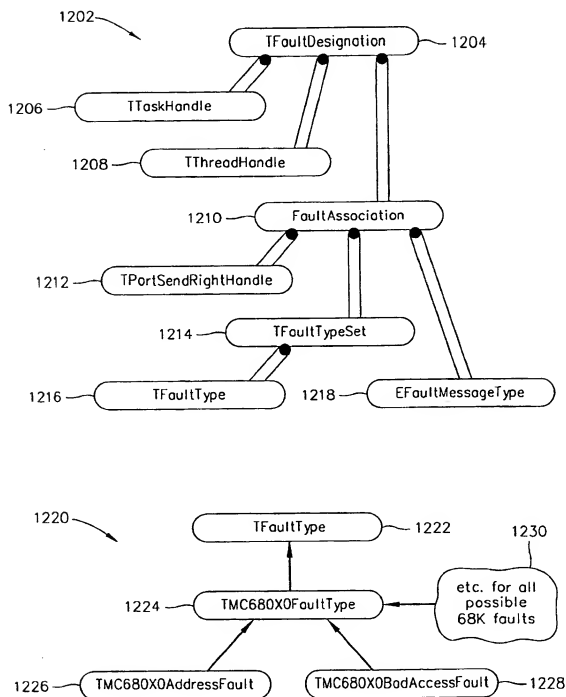 1202
TFaultDesignation
1204
1206
TTaskHandle
1208
TThreadHandle
1210
FaultAssociation
1212
TPortSendRightHandle
1214
TFaultTypeSet
1216
TFaultType
1218
EFaultMessageType
1220
TFaultType
1222
1230
1224
TMC680X0FaultType
etc. for all
possible
68K faults
1226
TMC680X0AddressFault
TMC680X0BadAccessFault
1228